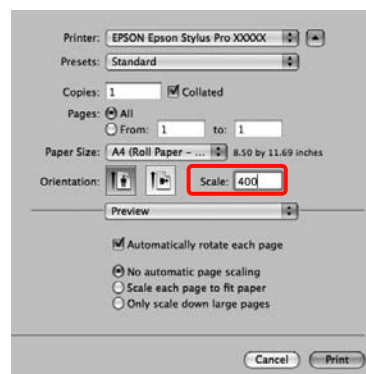 Printer: EPSON Epson Stylus Pro XXXXX
Presets: Standard
Copies: 1 Collated
Pages: All
From: 1 to: 1
Paper Size: A4 (Roll Paper – ... 8.50 by 11.69 inches
Orientation: Scale: 400
Preview
Automatically rotate each page
No automatic page scaling
Scale each page to fit paper
Only scale down large pages
Cancel Print